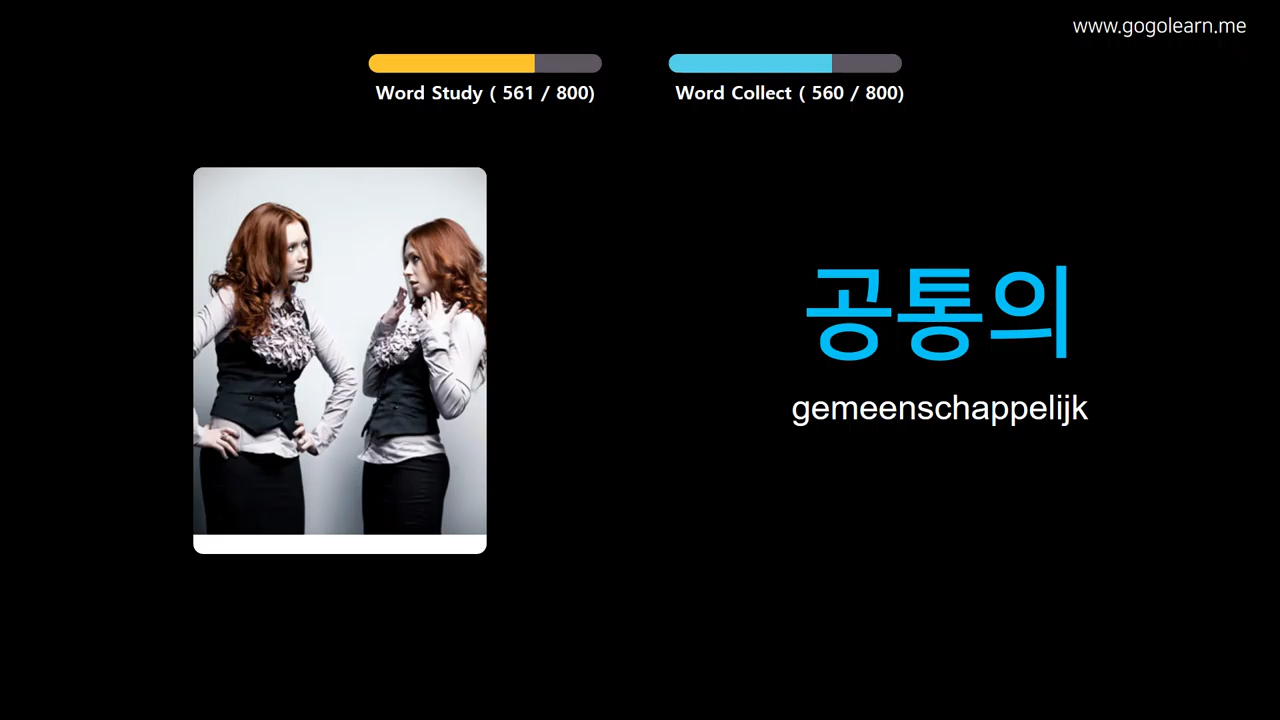 www.gogolearn.me
Word Study ( 561 / 800)
Word Collect ( 560 / 800)
공통의
gemeenschappelijk